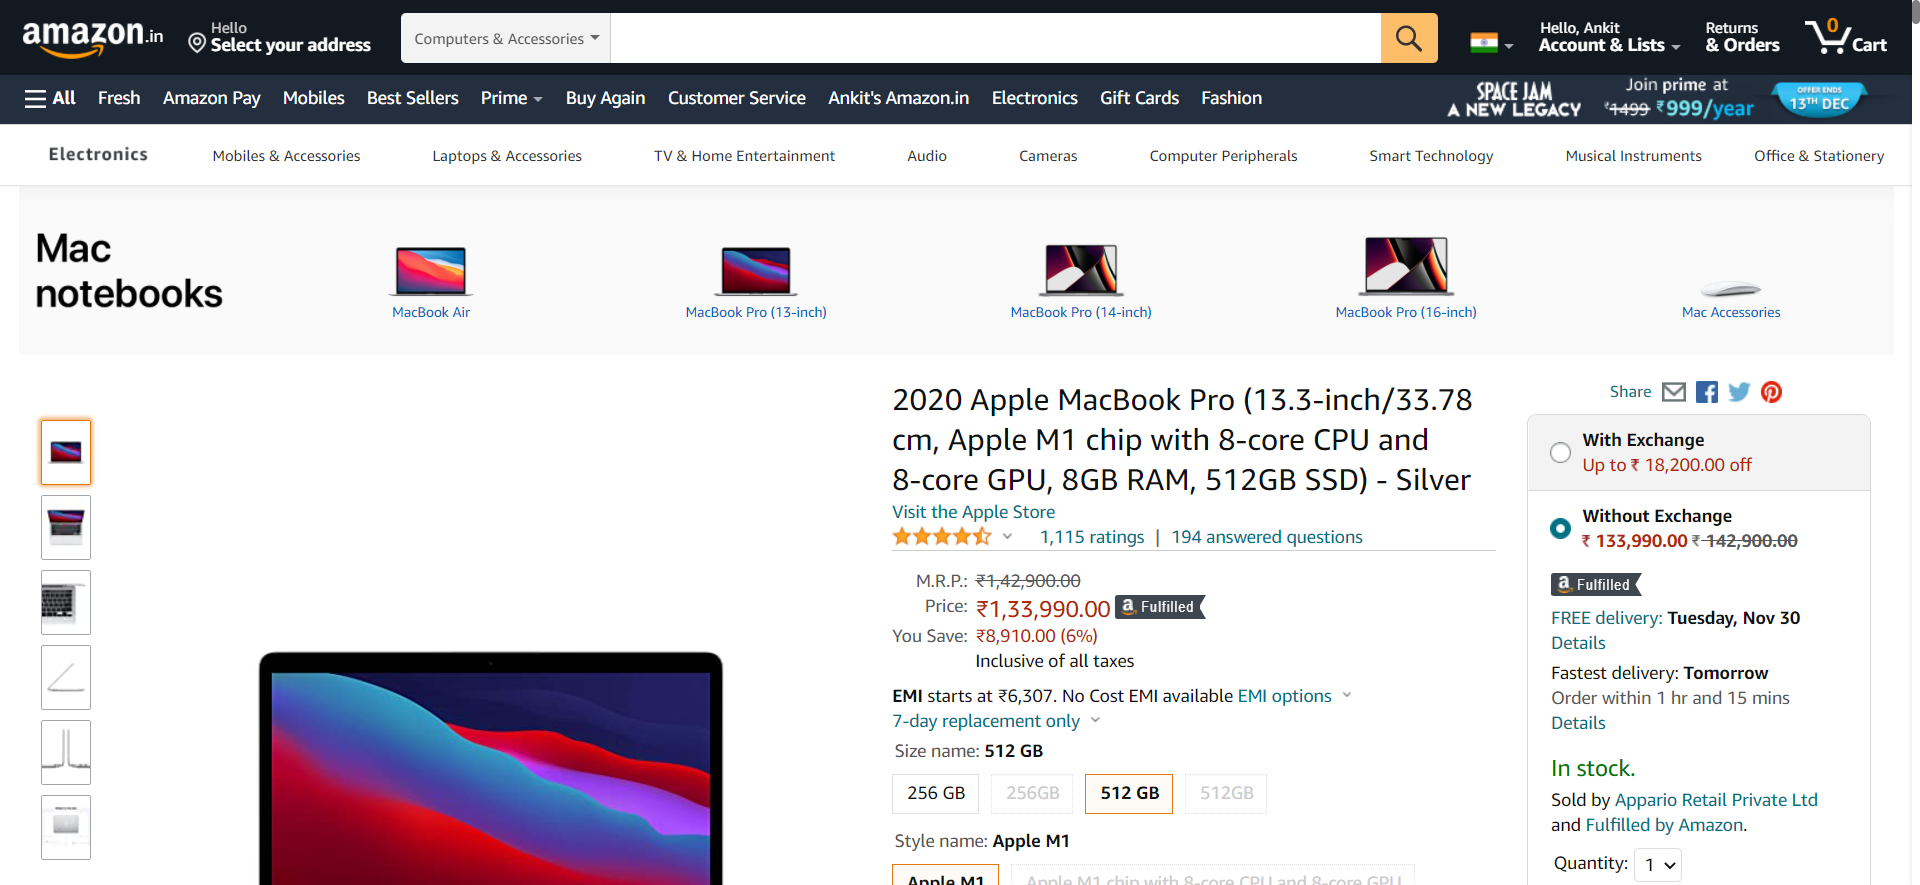 amazon.in
Hello
Select your address
Computers & Accessories
Hello, Ankit
Account & Lists
Returns
& Orders
0
Cart
All
Fresh
Amazon Pay
Mobiles
Best Sellers
Prime
Buy Again
Customer Service
Ankit's Amazon.in
Electronics
Gift Cards
Fashion
SPACE JAM
A NEW LEGACY
Join prime at
₹1499 ₹999/year
OFFER ENDS
13TH DEC
Electronics
Mobiles & Accessories
Laptops & Accessories
TV & Home Entertainment
Audio
Cameras
Computer Peripherals
Smart Technology
Musical Instruments
Office & Stationery
Mac
notebooks
MacBook Air
MacBook Pro (13-inch)
MacBook Pro (14-inch)
MacBook Pro (16-inch)
Mac Accessories
2020 Apple MacBook Pro (13.3-inch/33.78
cm, Apple M1 chip with 8-core CPU and
8-core GPU, 8GB RAM, 512GB SSD) - Silver
Visit the Apple Store
1,115 ratings | 194 answered questions
M.R.P.: ₹1,42,900.00
Price: ₹1,33,990.00 a Fulfilled
You Save: ₹8,910.00 (6%)
Inclusive of all taxes
EMI starts at ₹6,307. No Cost EMI available EMI options
7-day replacement only
Size name: 512 GB
256 GB
256GB
512 GB
512GB
Style name: Apple M1
Apple M1
Apple M1 chip with 8-core CPU and 8-core GPU
Share
With Exchange
Up to ₹ 18,200.00 off
Without Exchange
₹ 133,990.00 ₹ 142,900.00
a Fulfilled
FREE delivery: Tuesday, Nov 30
Details
Fastest delivery: Tomorrow
Order within 1 hr and 15 mins
Details
In stock.
Sold by Appario Retail Private Ltd
and Fulfilled by Amazon.
Quantity: 1